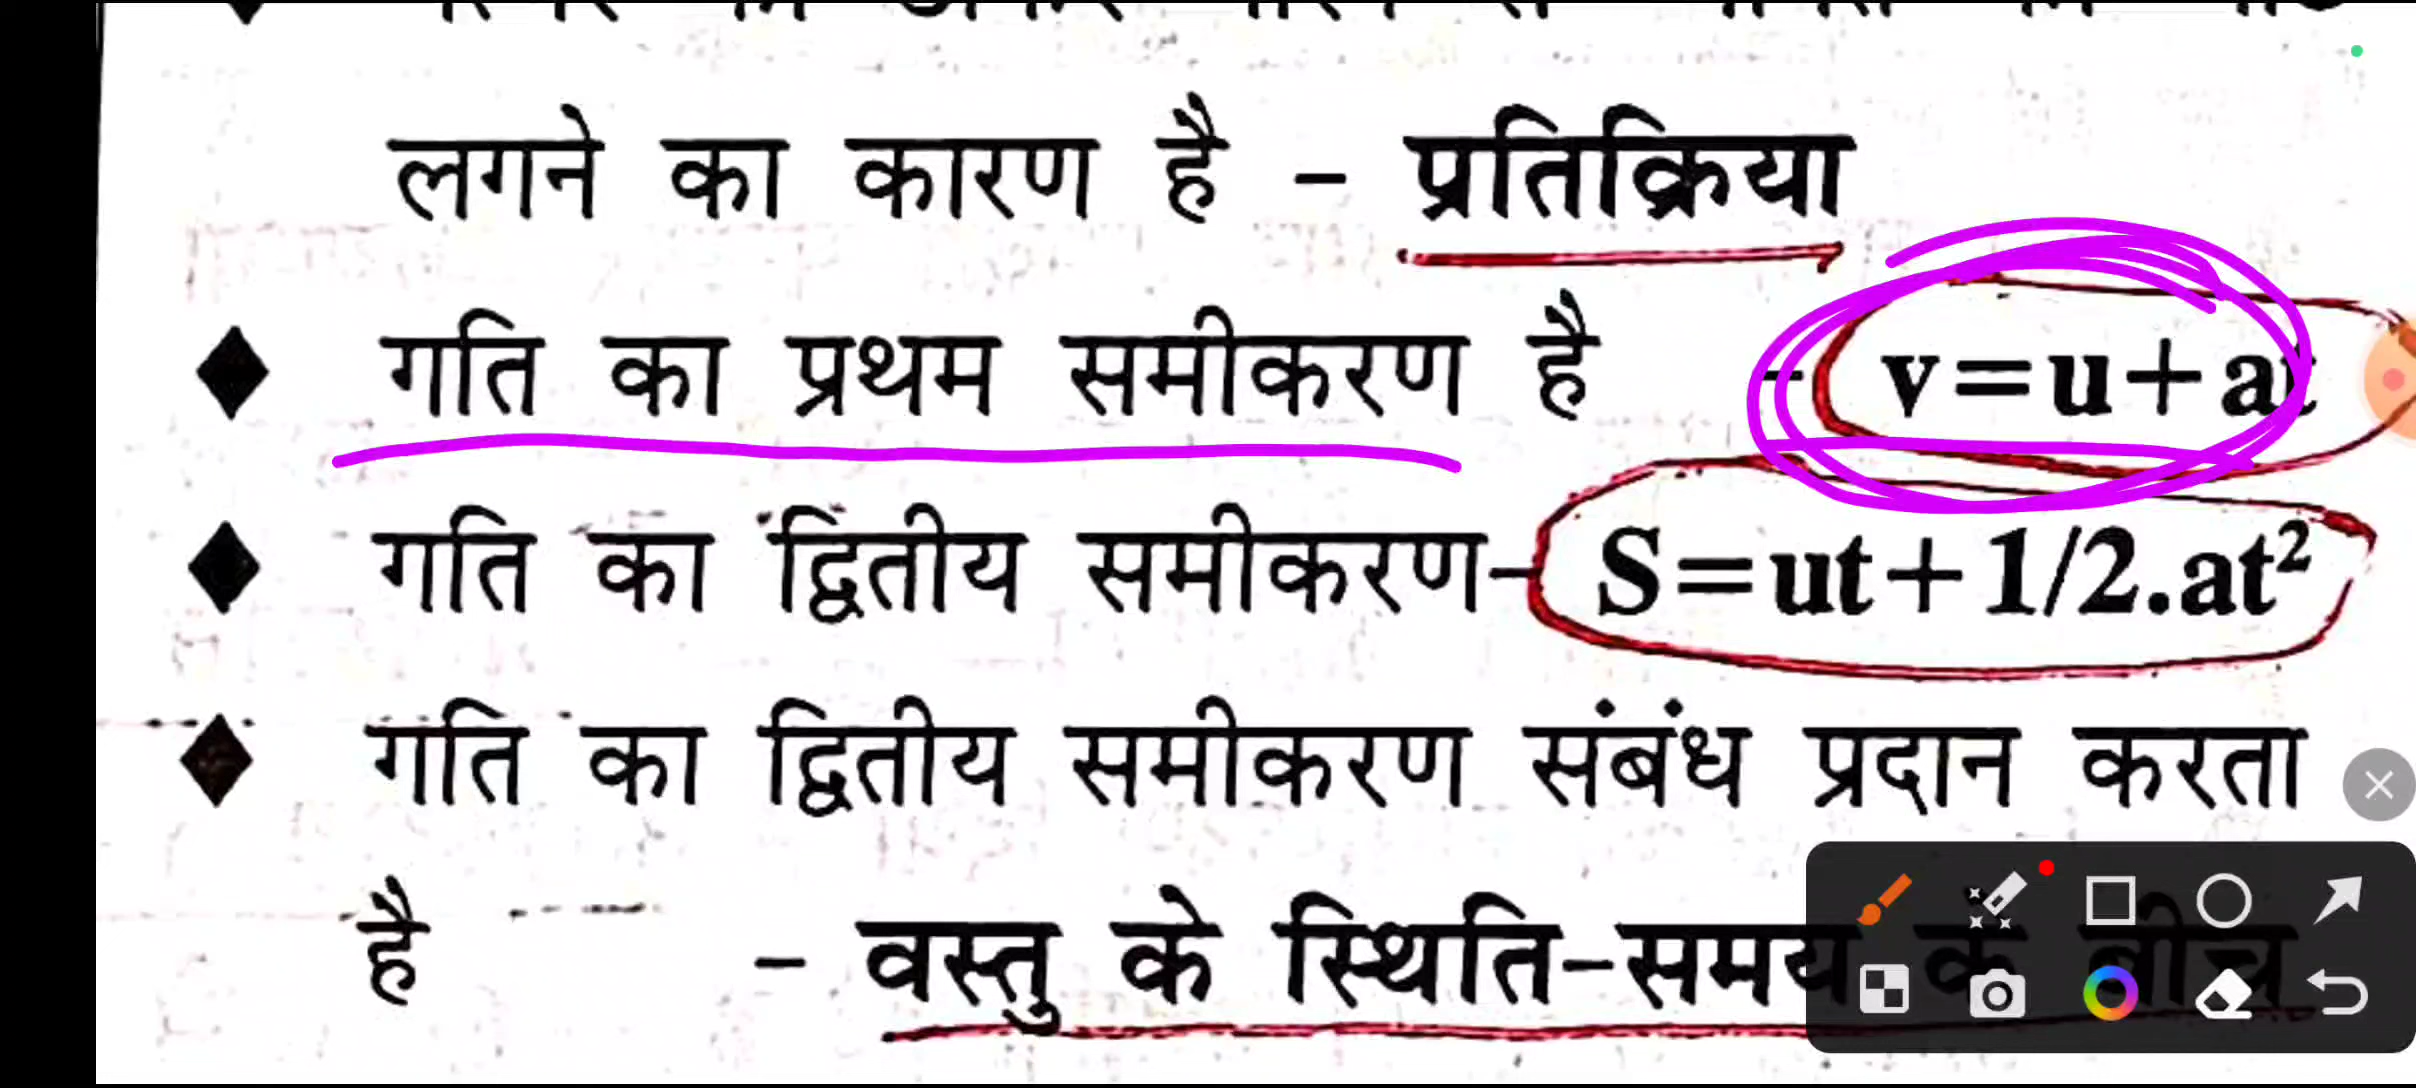 लगने का कारण है – प्रतिक्रिया
♦ गति का प्रथम समीकरण है – v=u+at
♦ गति का द्वितीय समीकरण– S=ut+1/2.at²
♦ गति का द्वितीय समीकरण संबंध प्रदान करता
है – वस्तु के स्थिति–समय के बीच